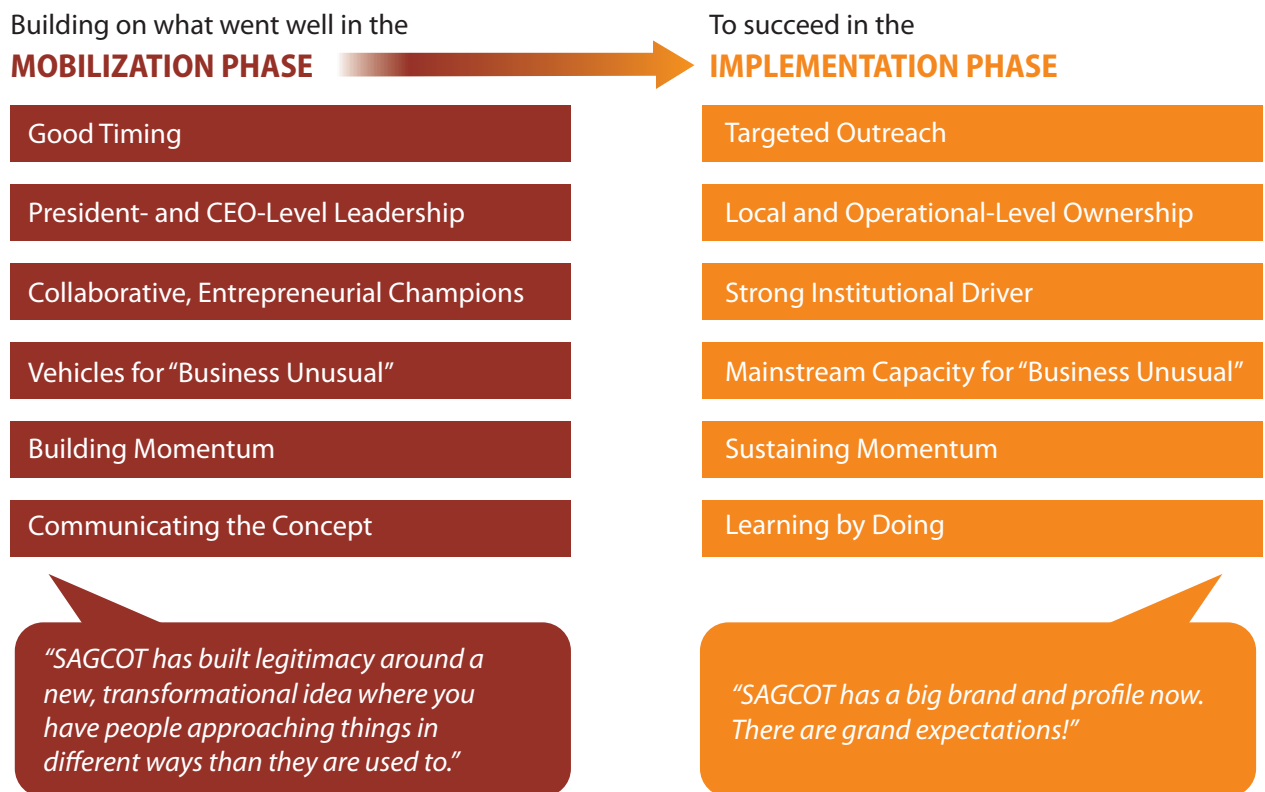 Building on what went well in the
MOBILIZATION PHASE
Good Timing
President- and CEO-Level Leadership
Collaborative, Entrepreneurial Champions
Vehicles for “Business Unusual”
Building Momentum
Communicating the Concept
“SAGCOT has built legitimacy around a
new, transformational idea where you
have people approaching things in
different ways than they are used to.”
To succeed in the
IMPLEMENTATION PHASE
Targeted Outreach
Local and Operational-Level Ownership
Strong Institutional Driver
Mainstream Capacity for “Business Unusual”
Sustaining Momentum
Learning by Doing
“SAGCOT has a big brand and profile now.
There are grand expectations!”